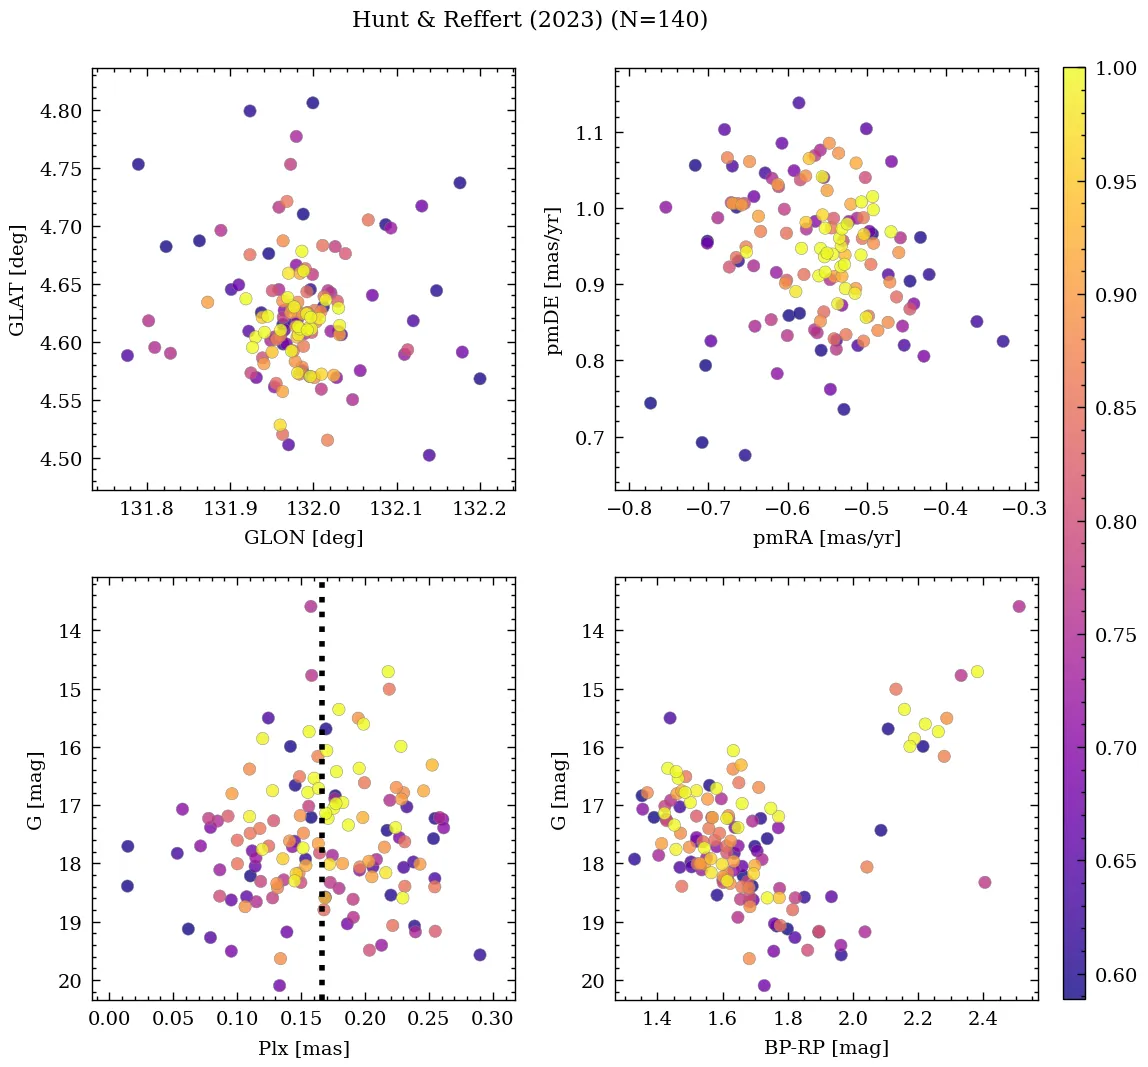 Hunt & Reffert (2023) (N=140)
4.80
4.75
4.70
4.65
4.60
4.55
4.50
GLAT [deg]
131.8 131.9 132.0 132.1 132.2
GLON [deg]
1.1
1.0
0.9
0.8
0.7
pmDE [mas/yr]
−0.8 −0.7 −0.6 −0.5 −0.4 −0.3
pmRA [mas/yr]
14
15
16
17
18
19
20
G [mag]
0.00 0.05 0.10 0.15 0.20 0.25 0.30
Plx [mas]
14
15
16
17
18
19
20
G [mag]
1.4 1.6 1.8 2.0 2.2 2.4
BP-RP [mag]
1.00
0.95
0.90
0.85
0.80
0.75
0.70
0.65
0.60